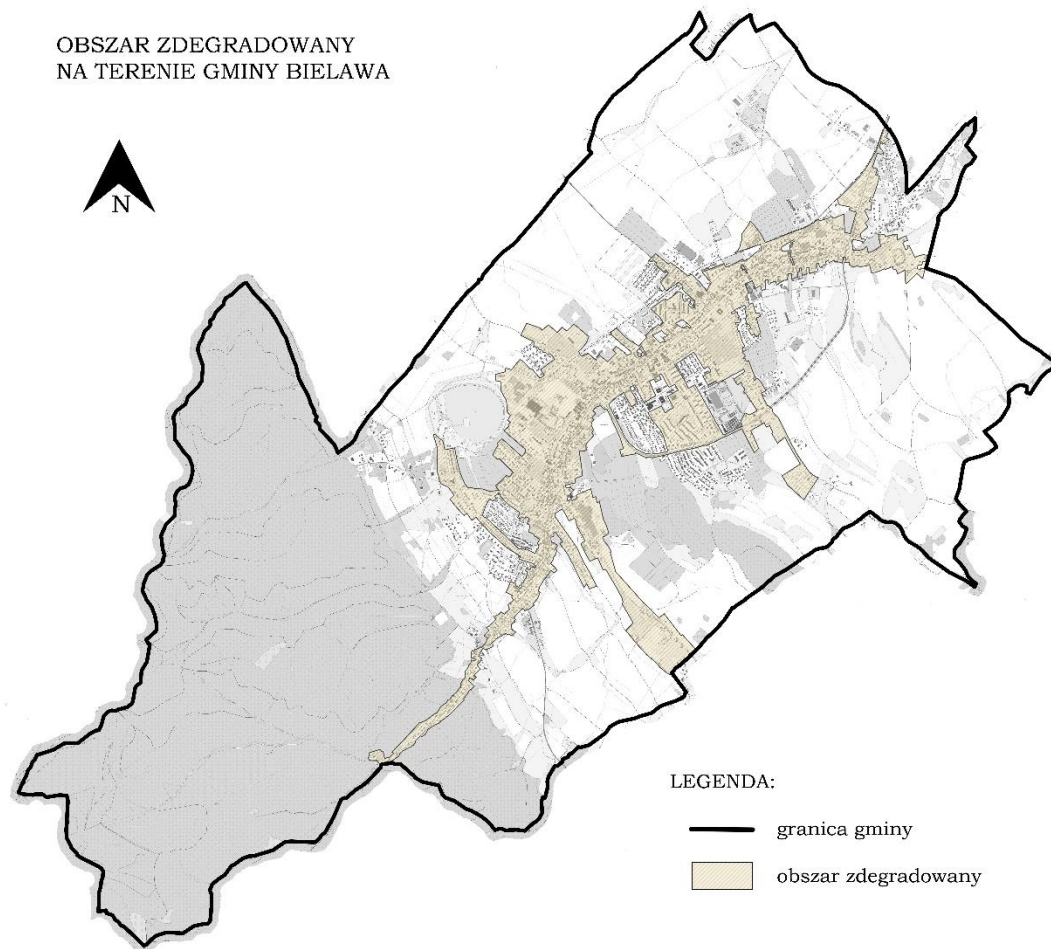 OBSZAR ZDEGRADOWANY
NA TERENIE GMINY BIELAWA
N
LEGENDA:
granica gminy
obszar zdegradowany